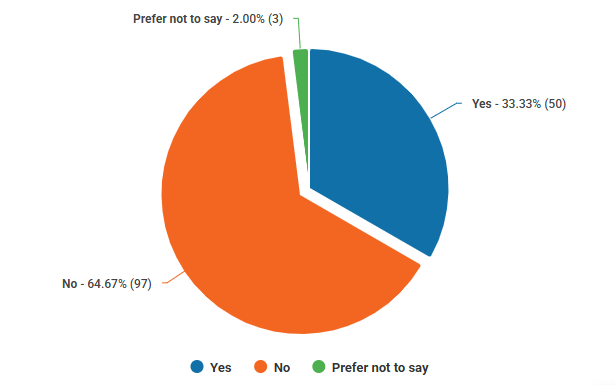 Prefer not to say - 2.00% (3)
Yes - 33.33% (50)
No - 64.67% (97)
Yes No Prefer not to say